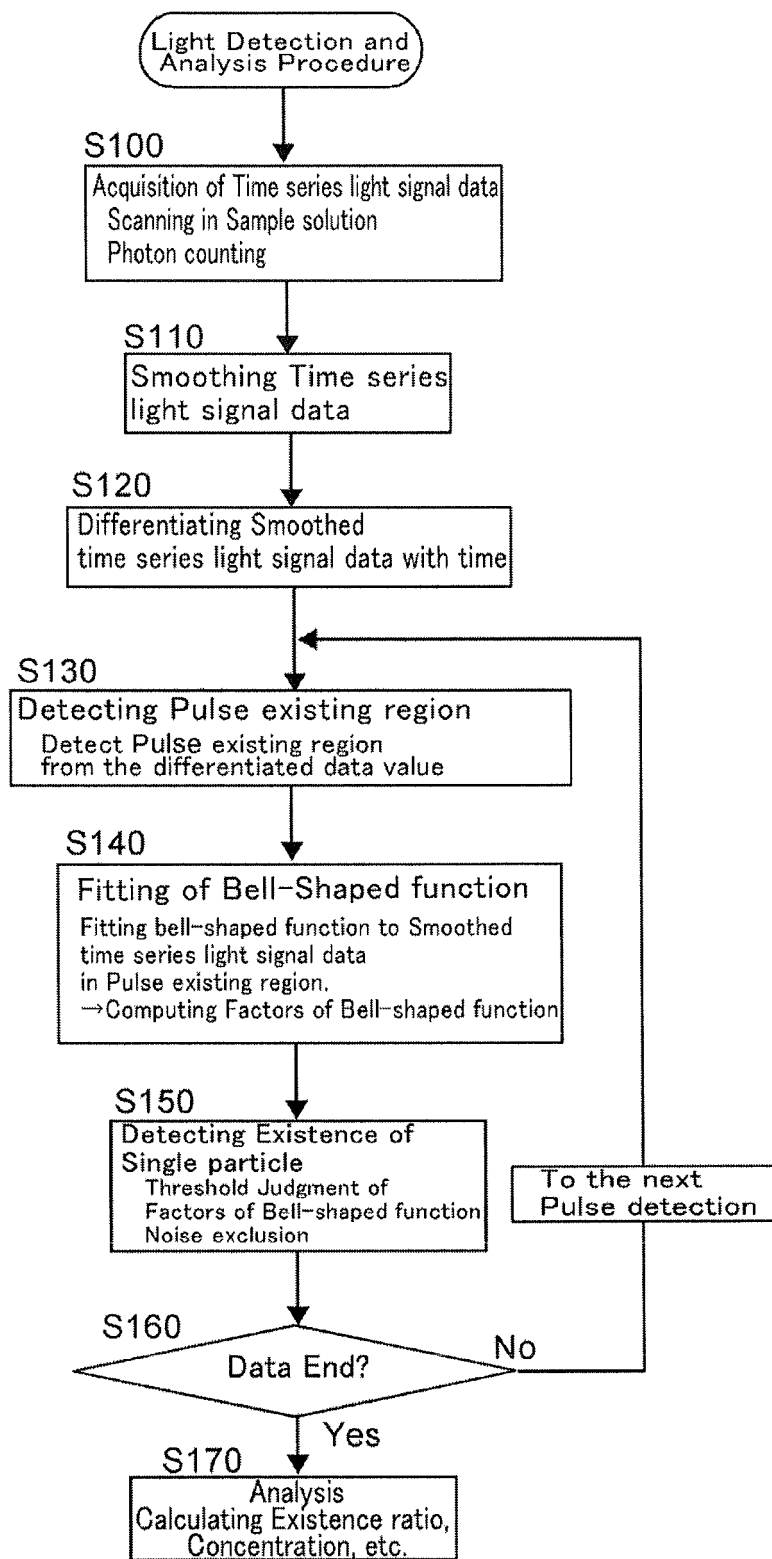 Light Detection and
Analysis Procedure
S100
Acquisition of Time series light signal data
Scanning in Sample solution
Photon counting
S110
Smoothing Time series
light signal data
S120
Differentiating Smoothed
time series light signal data with time
S130
Detecting Pulse existing region
Detect Pulse existing region
from the differentiated data value
S140
Fitting of Bell-Shaped function
Fitting bell-shaped function to Smoothed
time series light signal data
in Pulse existing region.
→Computing Factors of Bell-shaped function
S150
Detecting Existence of
Single particle
Threshold Judgment of
Factors of Bell-shaped function
Noise exclusion
To the next
Pulse detection
S160
Data End?
No
Yes
S170
Analysis
Calculating Existence ratio,
Concentration, etc.